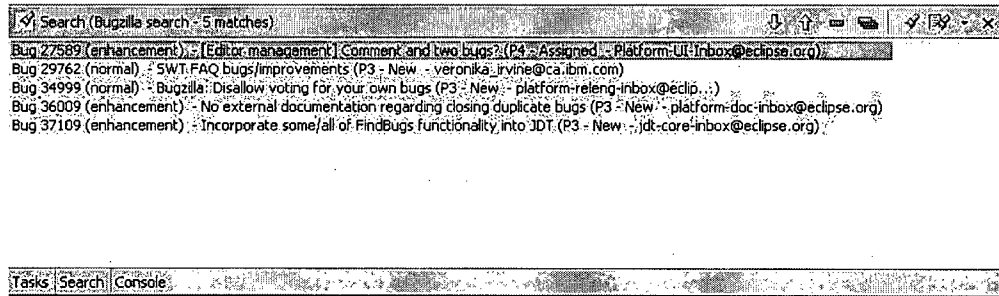 Search (Bugzilla search - 5 matches)
Bug 27589 (enhancement) - [Editor management] Comment and two bugs? (P4 - Assigned - Platform-UI-Inbox@eclipse.org)
Bug 29762 (normal) - SWT FAQ bugs/improvements (P3 - New - veronika_irvine@ca.ibm.com)
Bug 34999 (normal) - Bugzilla: Disallow voting for your own bugs (P3 - New - platform-releng-inbox@eclip...)
Bug 36009 (enhancement) - No external documentation regarding closing duplicate bugs (P3 - New - platform-doc-inbox@eclipse.org)
Bug 37109 (enhancement) - Incorporate some/all of FindBugs functionality into JDT (P3 - New - jdt-core-inbox@eclipse.org)
Tasks Search Console